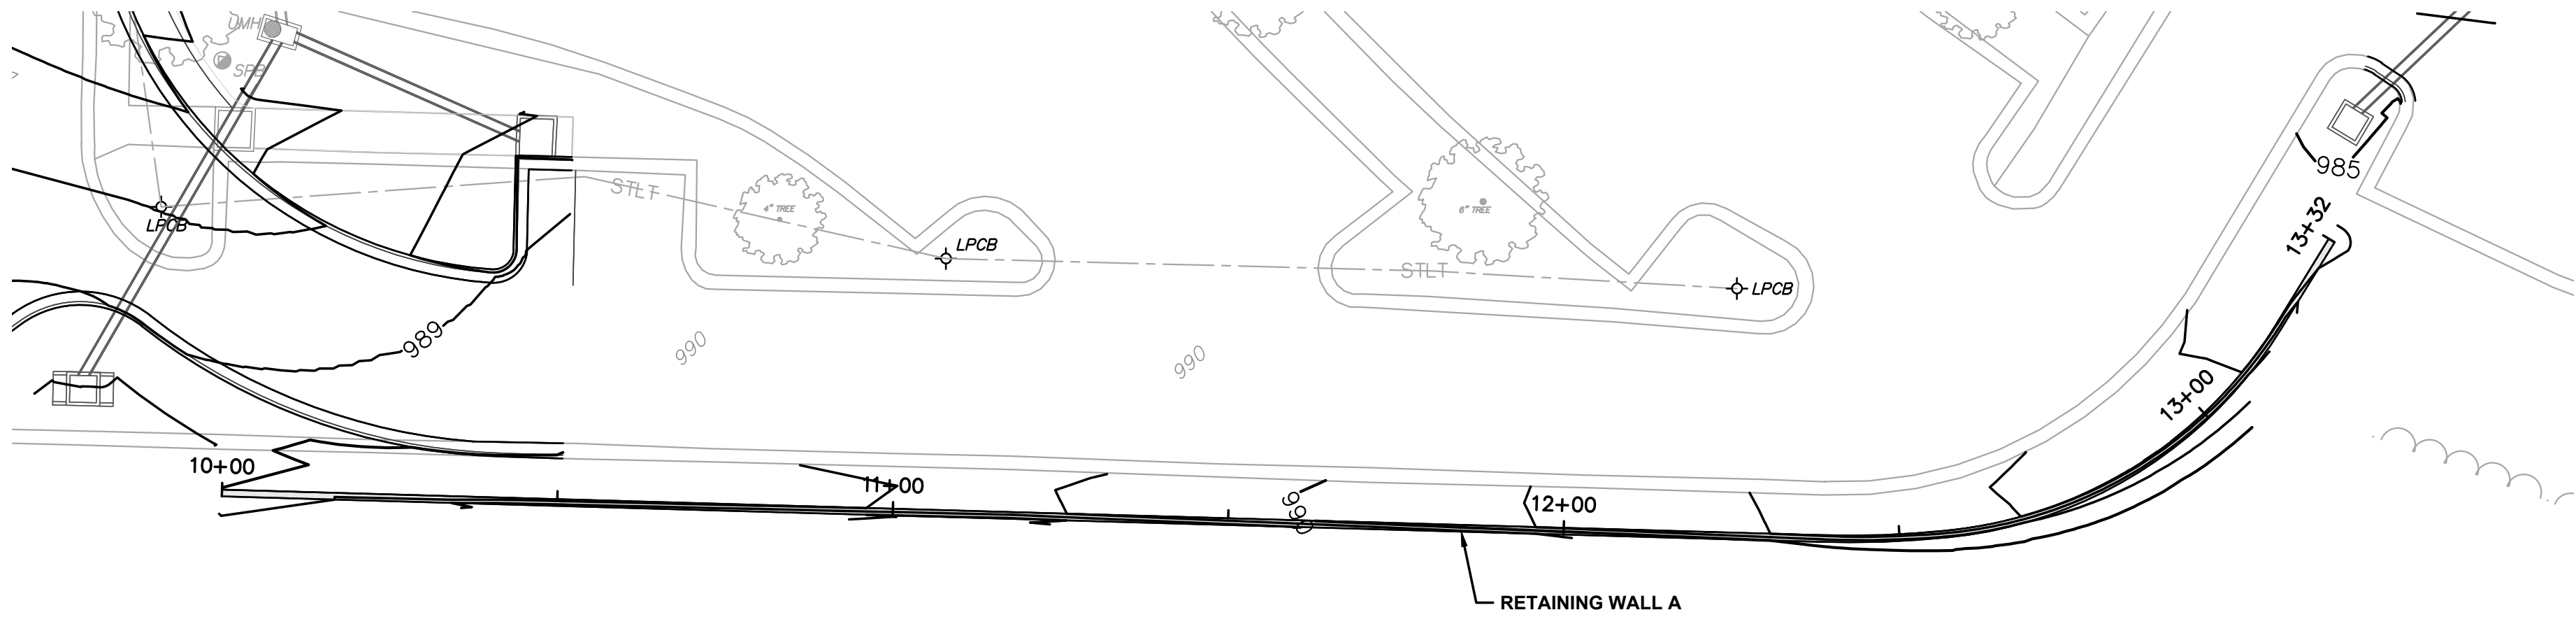 UMH
SPB
LPCB
STLT
4" TREE
LPCB
6" TREE
STLT
LPCB
985
13+32
989
990
990
13+00
10+00
11+00
990
12+00
RETAINING WALL A